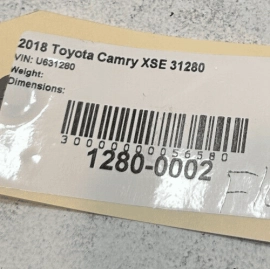 2018 Toyota Camry XSE 31280
VIN: U631280
Weight:
Dimensions:
3000000056580
1280-0002